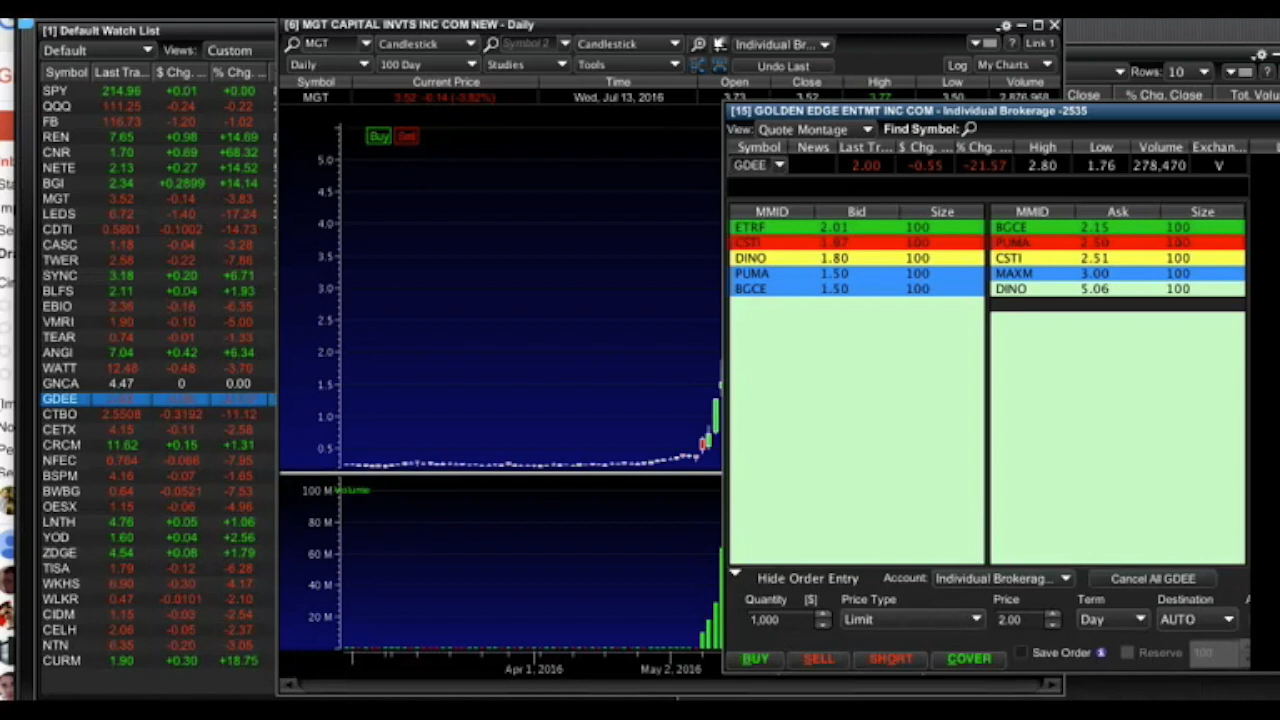 [1] Default Watch List
Default Views: Custom
Symbol Last Tra... $ Chg. ... % Chg. ...
SPY 214.96 +0.01 +0.00
QQQ 111.25 -0.24 -0.22
FB 116.73 -1.20 -1.02
REN 7.65 +0.98 +14.69
CNR 1.70 +0.69 +68.32
NETE 2.13 +0.27 +14.52
BGI 2.34 +0.2899 +14.14
MGT 3.52 -0.14 -3.83
LEDS 6.72 -1.40 -17.24
CDTI 0.5801 -0.1002 -14.73
CASC 1.18 -0.04 -3.28
TWER 2.58 -0.22 -7.86
SYNC 3.18 +0.20 +6.71
BLFS 2.11 +0.04 +1.93
EBIO 2.36 -0.16 -6.35
VMRI 1.90 -0.10 -5.00
TEAR 0.74 -0.01 -1.33
ANGI 7.04 +0.42 +6.34
WATT 12.48 -0.48 -3.70
GNCA 4.47 0 0.00
GDEE
CTBO 2.5508 -0.3192 -11.12
CETX 4.15 -0.11 -2.58
CRCM 11.62 +0.15 +1.31
NFEC 0.764 -0.066 -7.95
BSPM 4.16 -0.07 -1.65
BWBG 0.64 -0.0521 -7.53
OESX 1.15 -0.06 -4.96
LNTH 4.76 +0.05 +1.06
YOD 1.60 +0.04 +2.56
ZDGE 4.54 +0.08 +1.79
TISA 1.79 -0.12 -6.28
WKHS 6.90 -0.30 -4.17
WLKR 0.47 -0.0101 -2.10
CIDM 1.15 -0.03 -2.54
CELH 2.06 -0.05 -2.37
NTN 6.35 -0.20 -3.05
CURM 1.90 +0.30 +18.75
[6] MGT CAPITAL INVTS INC COM NEW - Daily
MGT Candlestick Symbol 2 Candlestick Individual Br... ? Link 1
Daily 100 Day Studies Tools Undo Last Log My Charts
Symbol Current Price Time Open Close High Low Volume
MGT 3.52 -0.14 (-3.82%) Wed, Jul 13, 2016 3.73 3.52 3.77 3.50 2,876,968
Buy Sell
5.0
4.5
4.0
3.5
3.0
2.5
2.0
1.5
1.0
0.5
100 M Volume
80 M
60 M
40 M
20 M
Apr 1, 2016 May 2, 2016
Rows: 10 ?
Close % Chg. Close Tot. Volu
[15] GOLDEN EDGE ENTMT INC COM - Individual Brokerage -2535
View: Quote Montage Find Symbol:
Symbol News Last Tr... $ Chg. ... % Chg. ... High Low Volume Exchan...
GDEE 2.00 -0.55 -21.57 2.80 1.76 278,470 V
MMID Bid Size MMID Ask Size
ETRF 2.01 100 BGCE 2.15 100
CSTI 1.97 100 PUMA 2.50 100
DINO 1.80 100 CSTI 2.51 100
PUMA 1.50 100 MAXM 3.00 100
BGCE 1.50 100 DINO 5.06 100
Hide Order Entry Account: Individual Brokerag... Cancel All GDEE
Quantity [$] Price Type Price Term Destination
1,000 Limit 2.00 Day AUTO
BUY SELL SHORT COVER Save Order Reserve 100